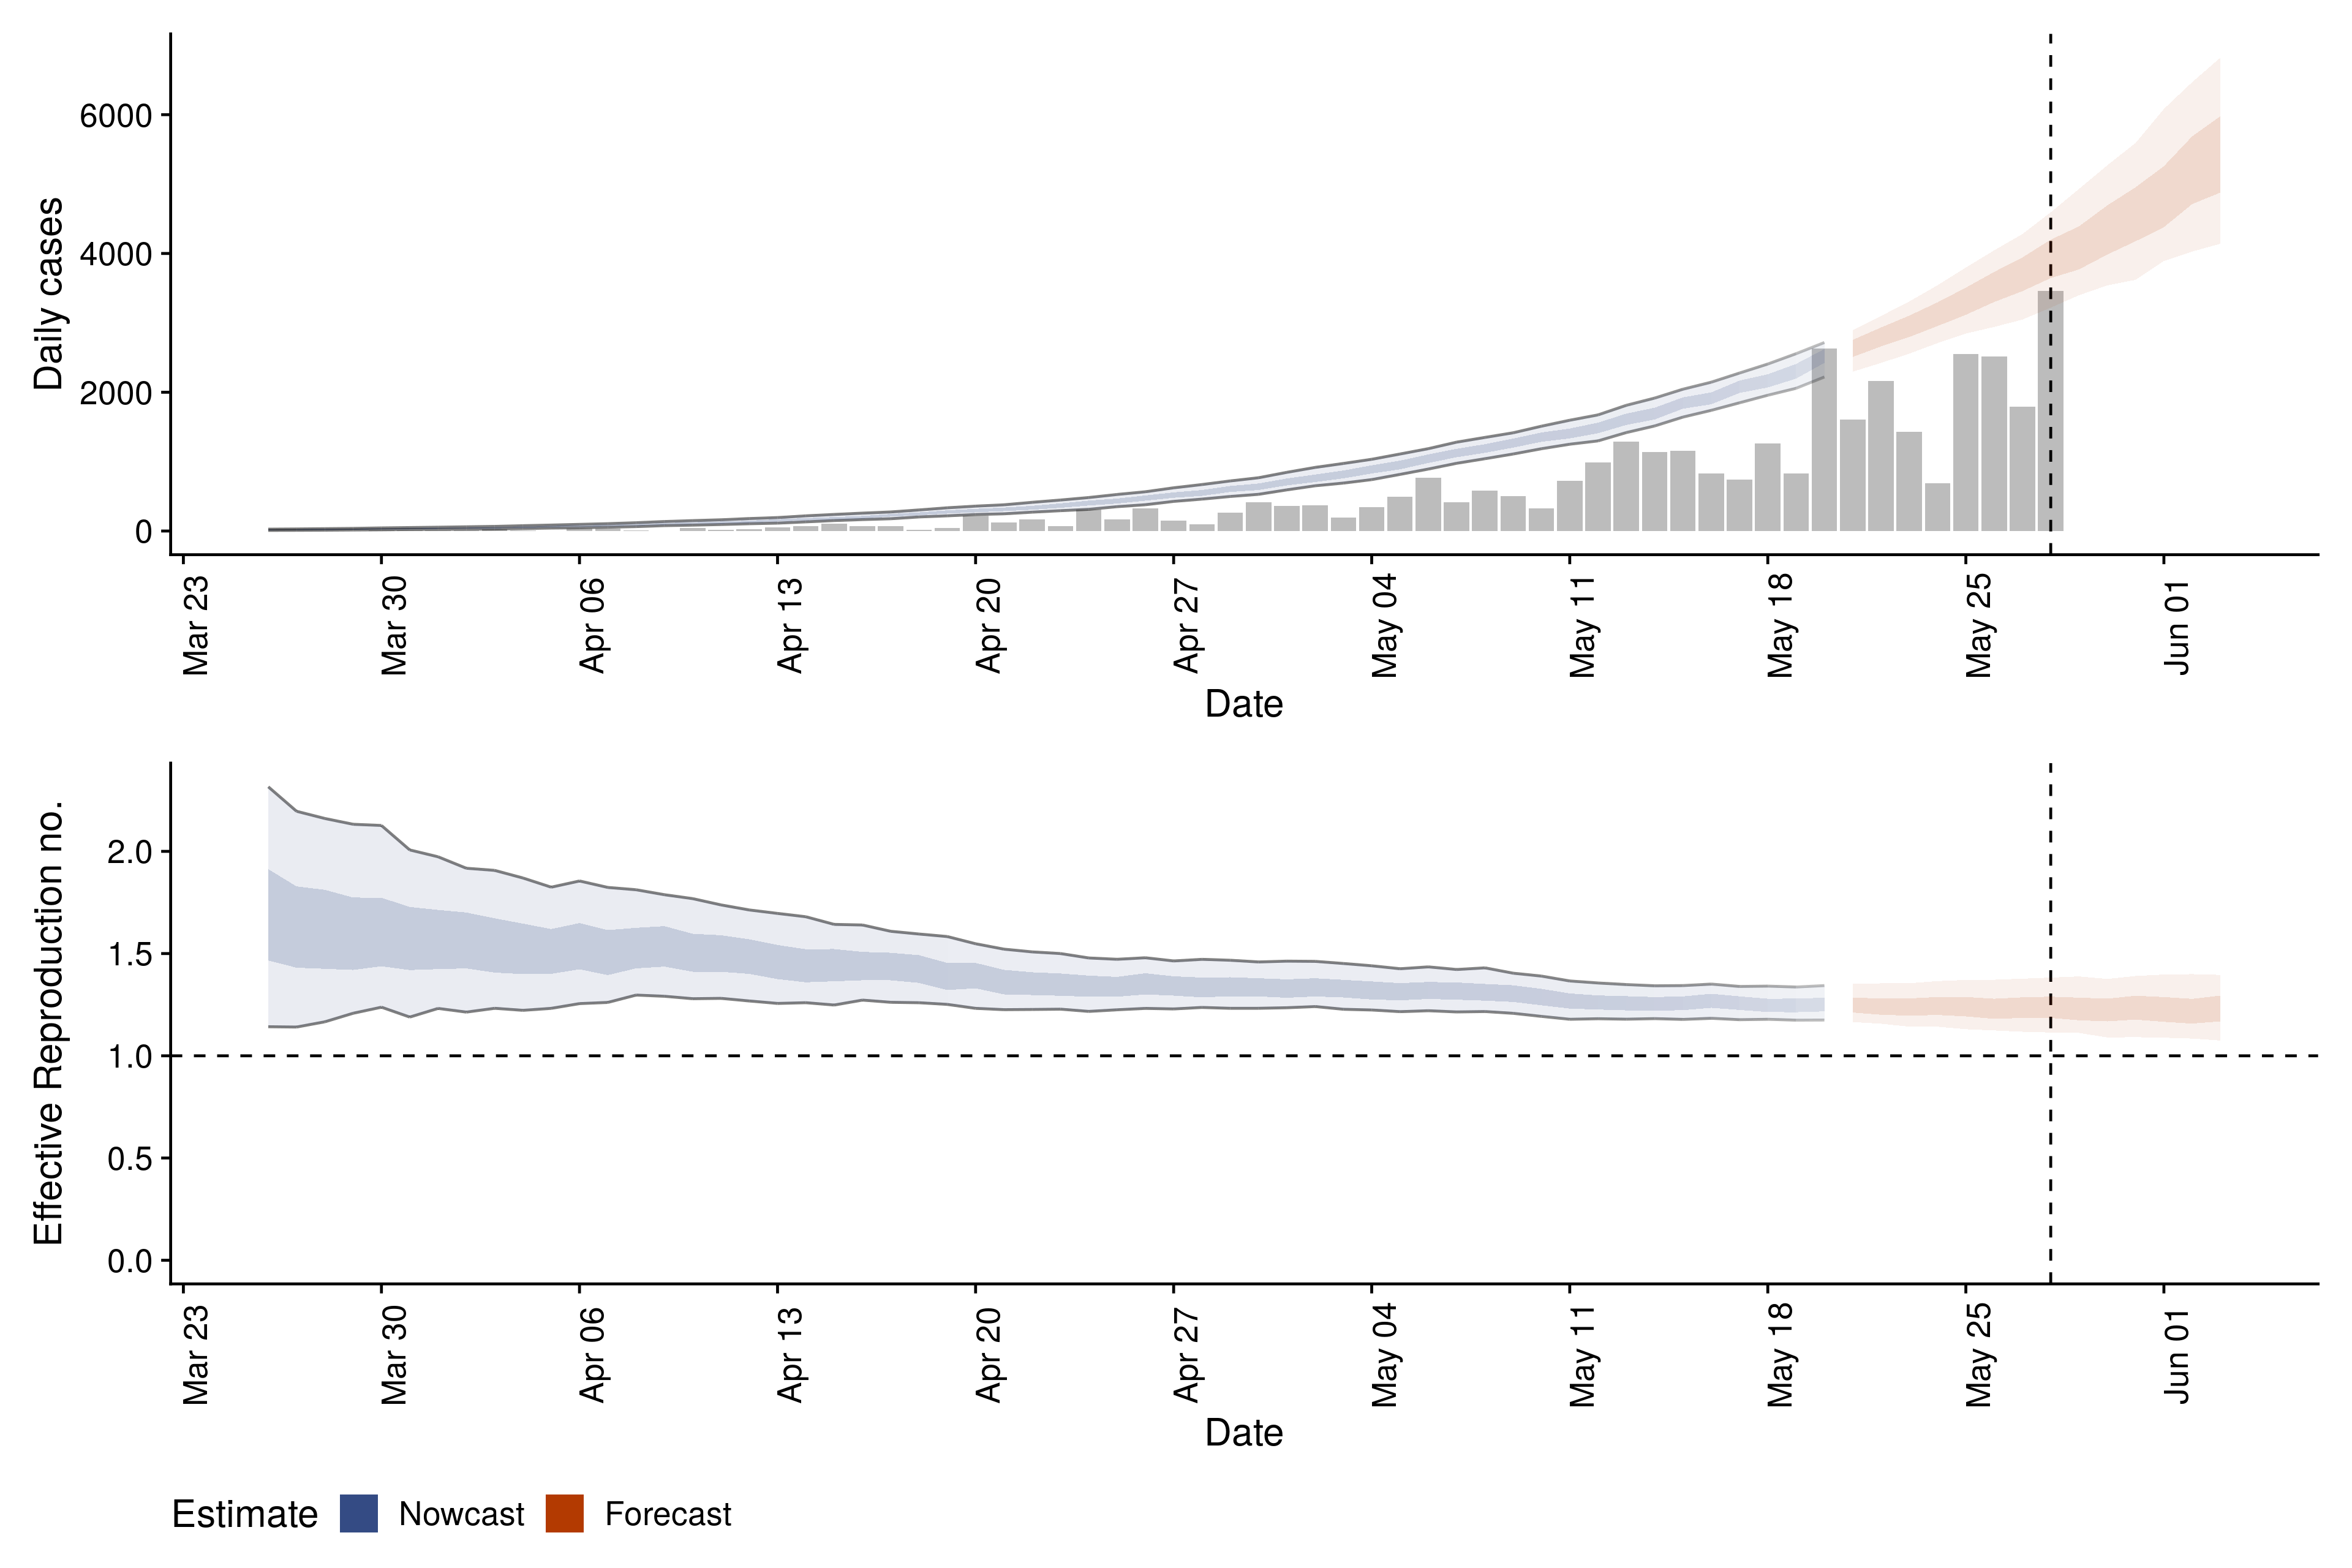 Daily cases
6000
4000
2000
0
Mar 23
Mar 30
Apr 06
Apr 13
Apr 20
Apr 27
May 04
May 11
May 18
May 25
Jun 01
Date
Effective Reproduction no.
2.0
1.5
1.0
0.5
0.0
Mar 23
Mar 30
Apr 06
Apr 13
Apr 20
Apr 27
May 04
May 11
May 18
May 25
Jun 01
Date
Estimate Nowcast Forecast